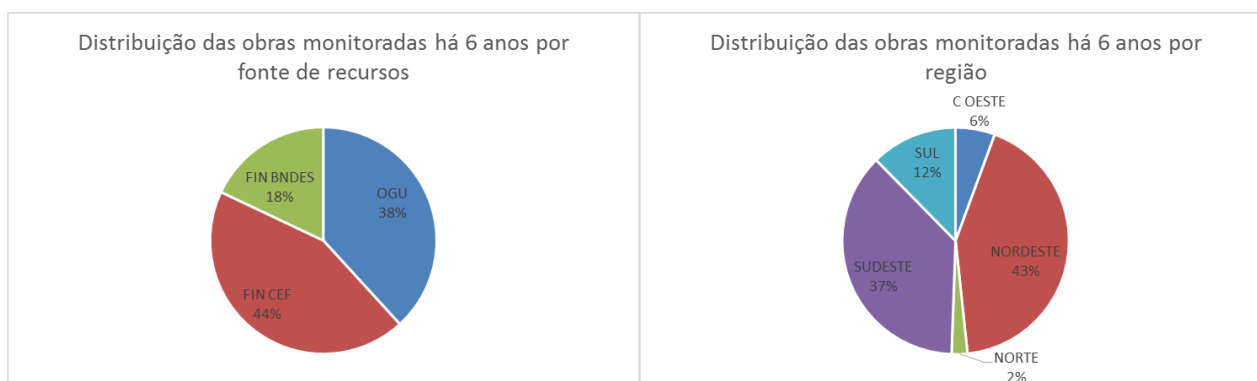 Distribuição das obras monitoradas há 6 anos por
fonte de recursos
FIN BNDES
18%
OGU
38%
FIN CEF
44%
Distribuição das obras monitoradas há 6 anos por
região
C OESTE
6%
SUL
12%
NORDESTE
43%
SUDESTE
37%
NORTE
2%